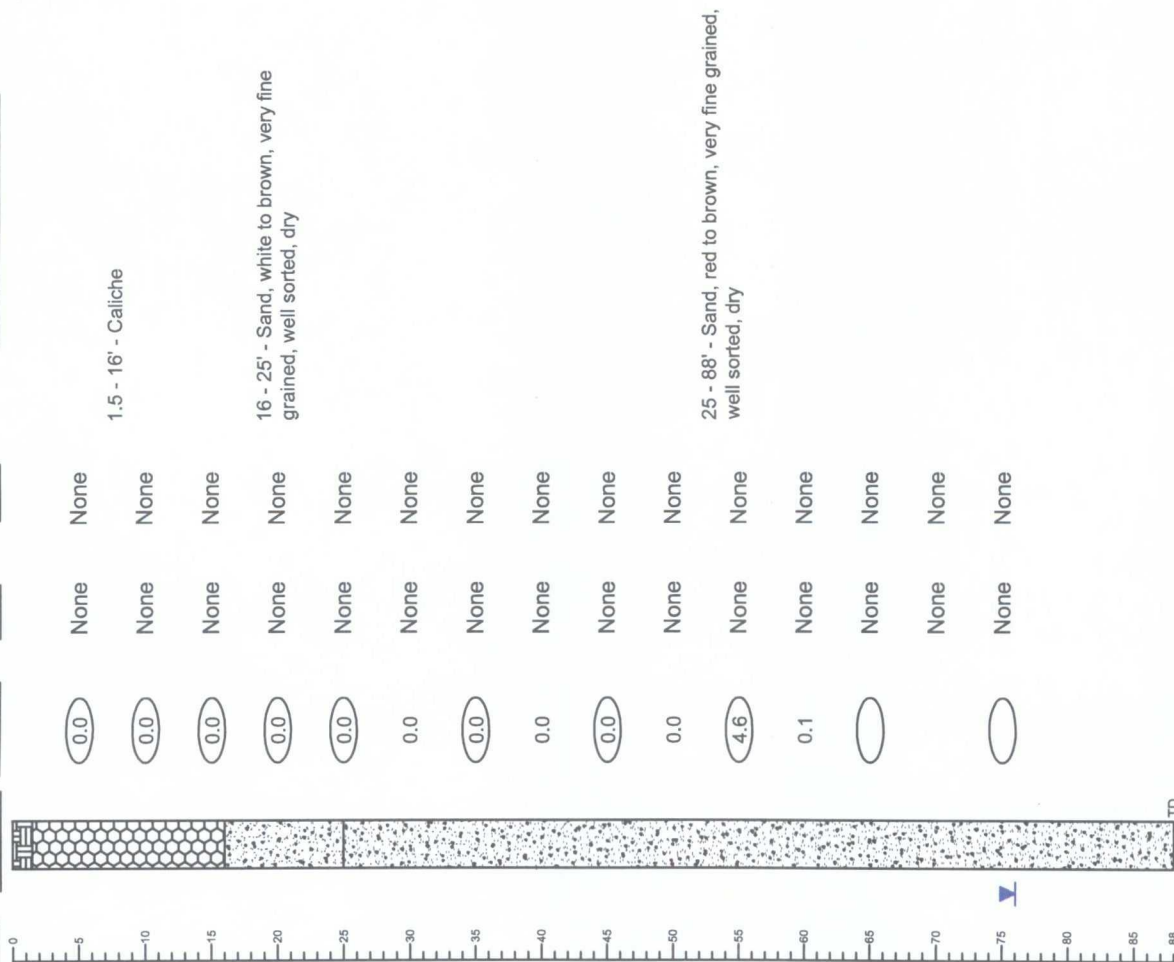 0
5 0.0 None None
1.5 - 16' - Caliche
10 0.0 None None
15 0.0 None None
16 - 25' - Sand, white to brown, very fine
grained, well sorted, dry
20 0.0 None None
25 0.0 None None
30 0.0 None None
35 0.0 None None
40 0.0 None None
45 0.0 None None
50 0.0 None None
25 - 88' - Sand, red to brown, very fine grained,
well sorted, dry
55 4.6 None None
60 0.1 None None
65 None None
70 None None
75 None None
80
85
88 TD